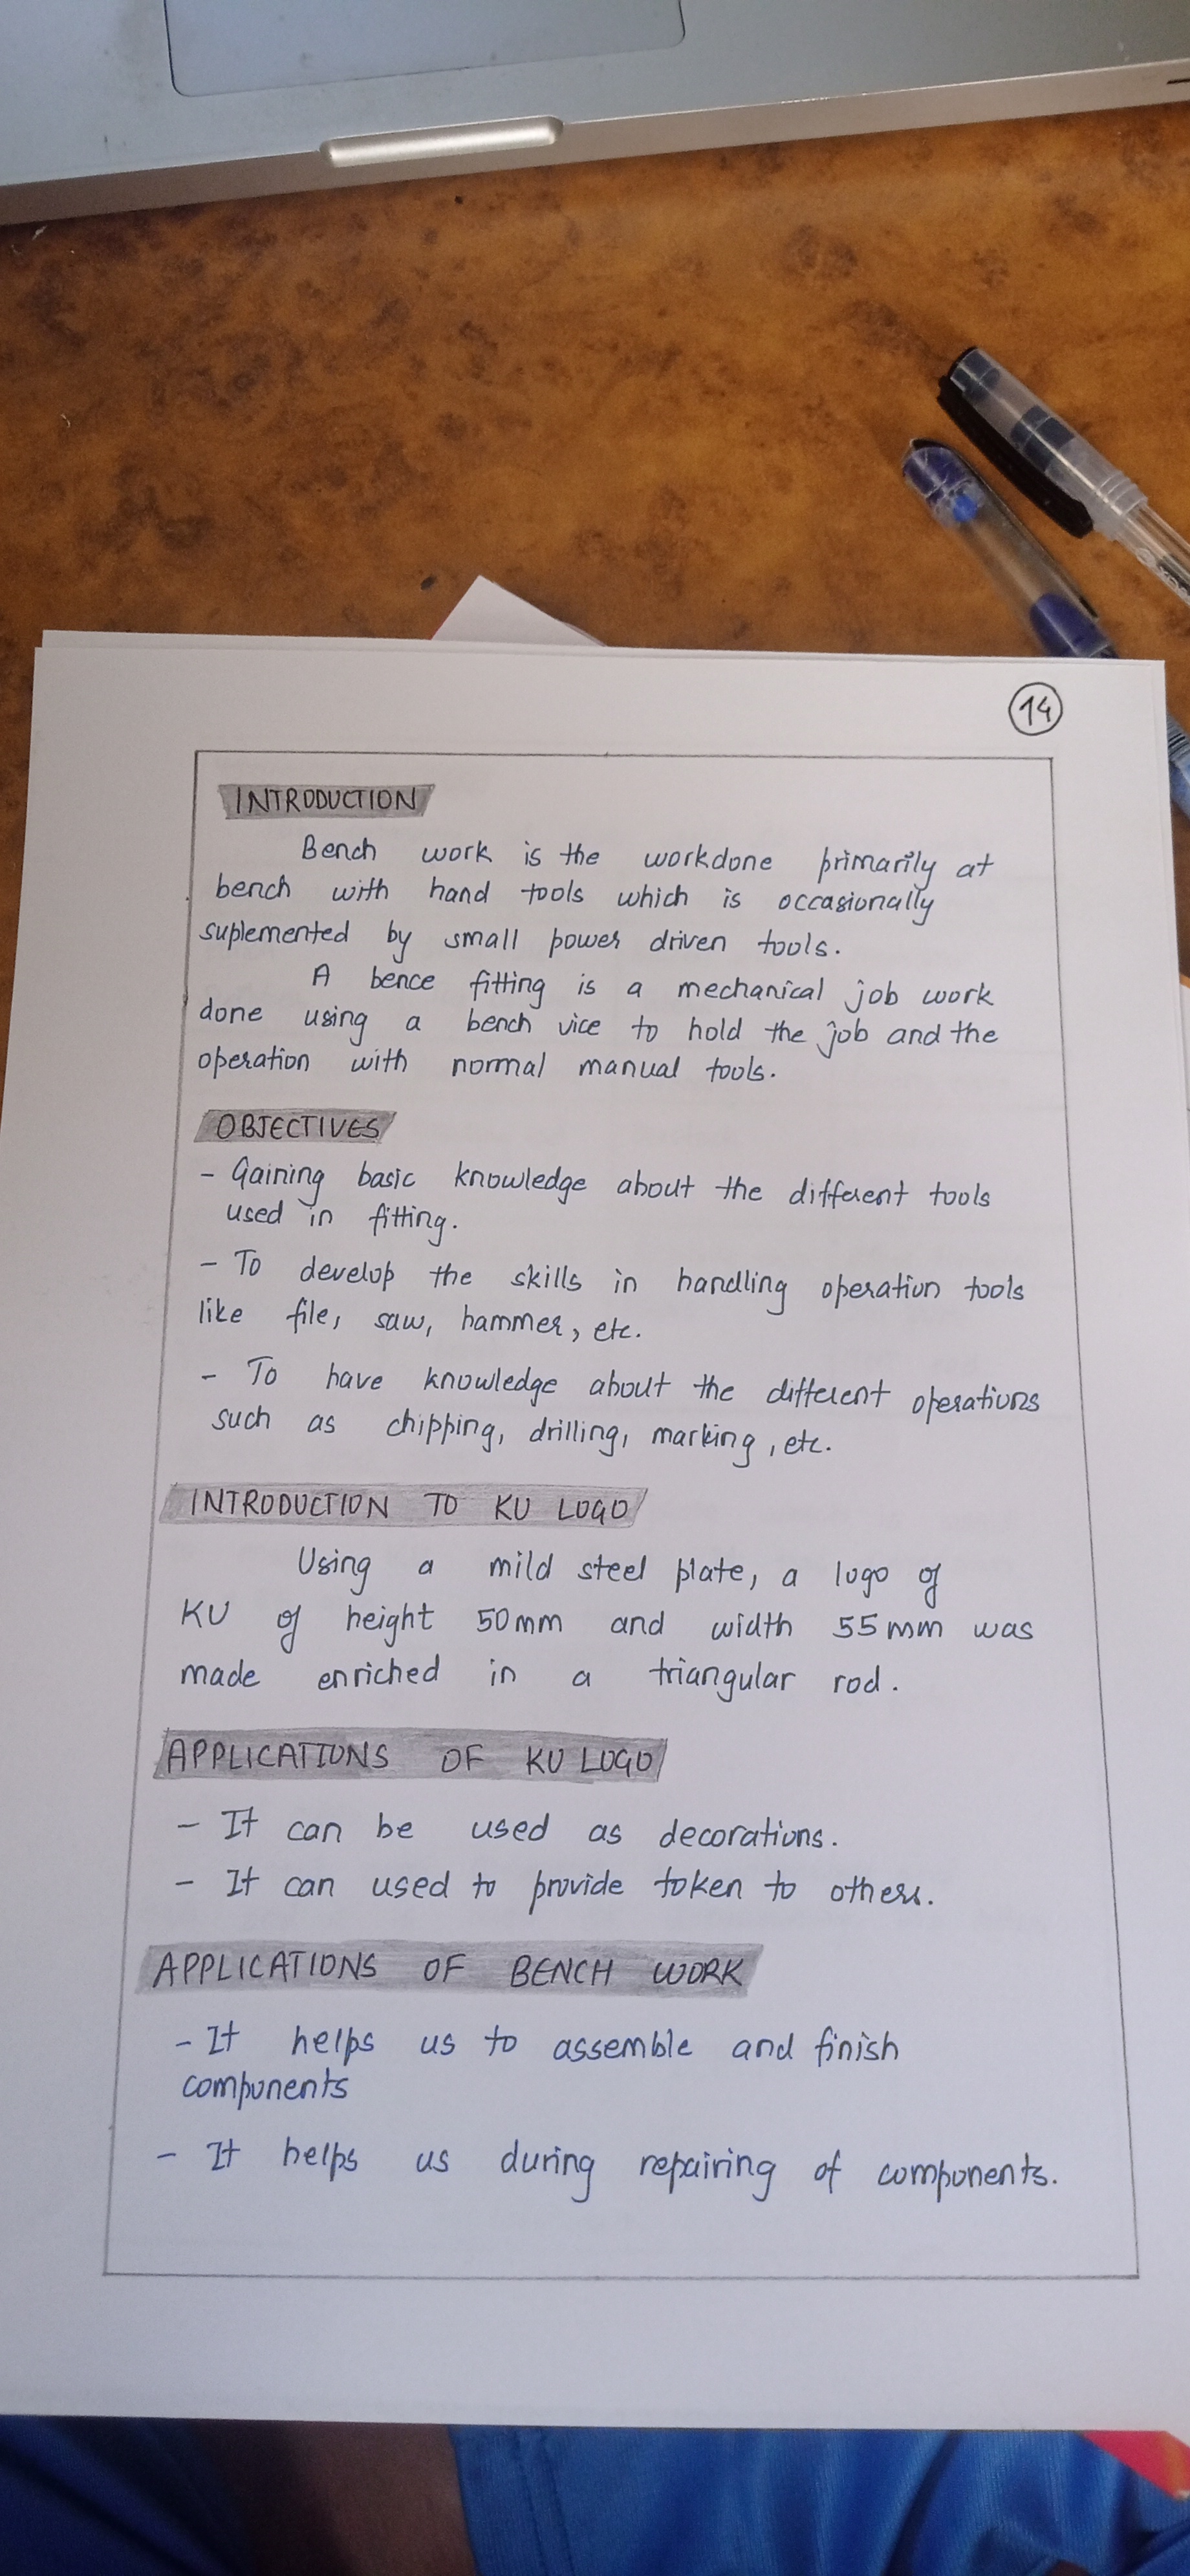 14
INTRODUCTION
Bench work is the workdone primarily at
bench with hand tools which is occasionally
suplemented by small power driven tools.
A bence fitting is a mechanical job work
done using a bench vice to hold the job and the
operation with normal manual tools.
OBJECTIVES
- Gaining basic knowledge about the different tools
used in fitting.
- To develop the skills in handling operation tools
like file, saw, hammer, etc.
- To have knowledge about the different operations
such as chipping, drilling, marking, etc.
INTRODUCTION TO KU LOGO
Using a mild steel plate, a logo of
KU of height 50mm and width 55mm was
made enriched in a triangular rod.
APPLICATIONS OF KU LOGO
- It can be used as decorations.
- It can used to provide token to others.
APPLICATIONS OF BENCH WORK
- It helps us to assemble and finish
components
- It helps us during repairing of components.